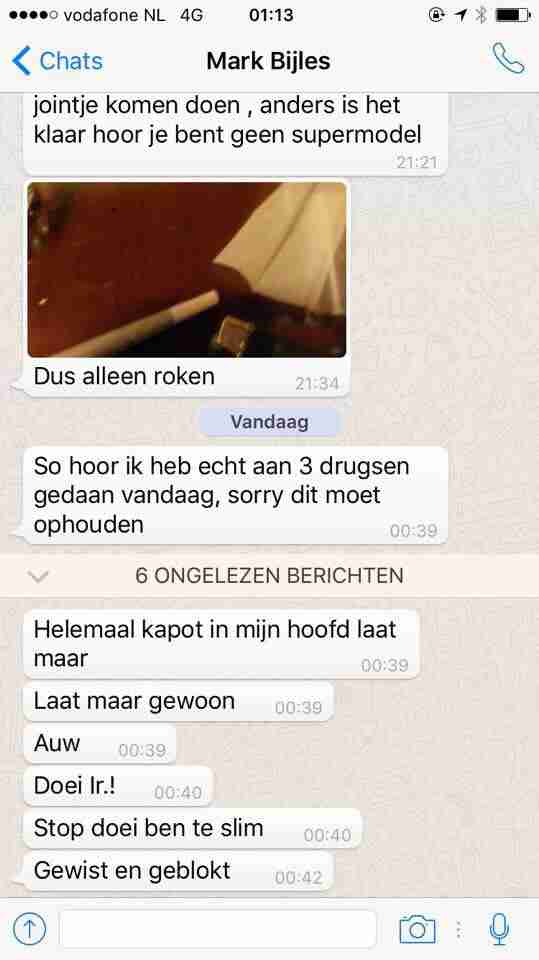 vodafone NL 4G 01:13
Chats Mark Bijles
jointje komen doen , anders is het
klaar hoor je bent geen supermodel
21:21
Dus alleen roken 21:34
Vandaag
So hoor ik heb echt aan 3 drugsen
gedaan vandaag, sorry dit moet
ophouden 00:39
6 ONGELEZEN BERICHTEN
Helemaal kapot in mijn hoofd laat
maar 00:39
Laat maar gewoon 00:39
Auw 00:39
Doei Ir.! 00:40
Stop doei ben te slim 00:40
Gewist en geblokt 00:42